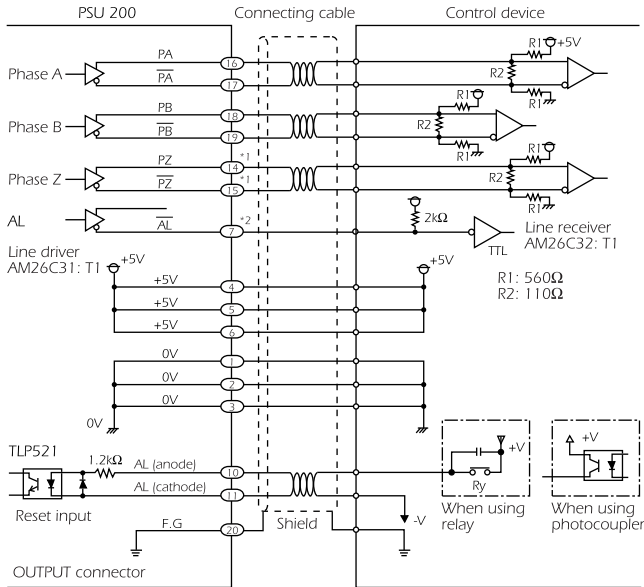 PSU 200 Connecting cable Control device
R1 +5V
Phase A PA 16 R2
PA 17 R1
R1
Phase B PB 18 R2
PB 19 R1
R1
Phase Z PZ 14 *1 R2
PZ 15 *1 R1
AL AL 7 *2 2kΩ TTL Line receiver
AM26C32: T1
Line driver
AM26C31: T1 +5V +5V
R1: 560Ω
R2: 110Ω
+5V 4
+5V 5
+5V 6
0V 1
0V 2
0V 3
0V
TLP521
1.2kΩ AL (anode) 10 +V +V
AL (cathode) 11 Ry
Reset input -V When using
relay When using
photocoupler
F.G 20 Shield
OUTPUT connector